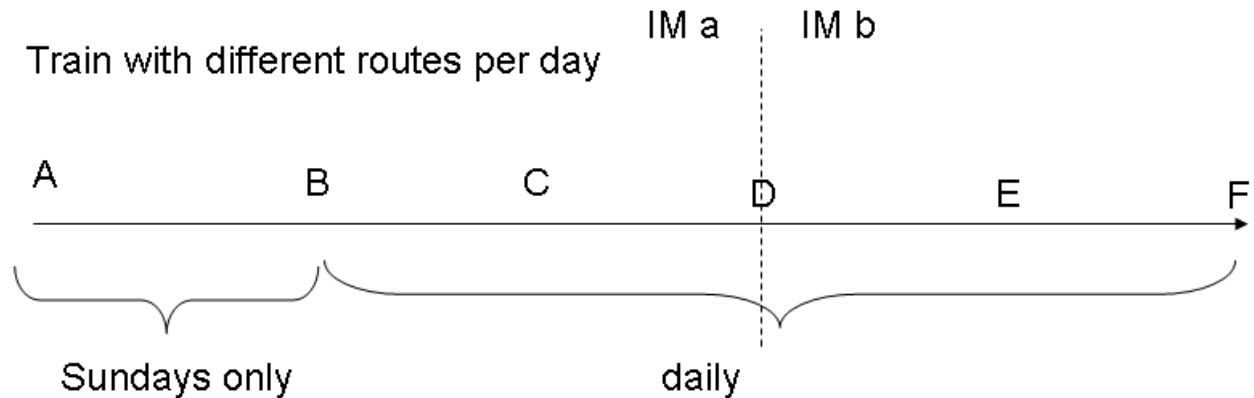 IM a IM b
Train with different routes per day
A B C D E F
Sundays only daily